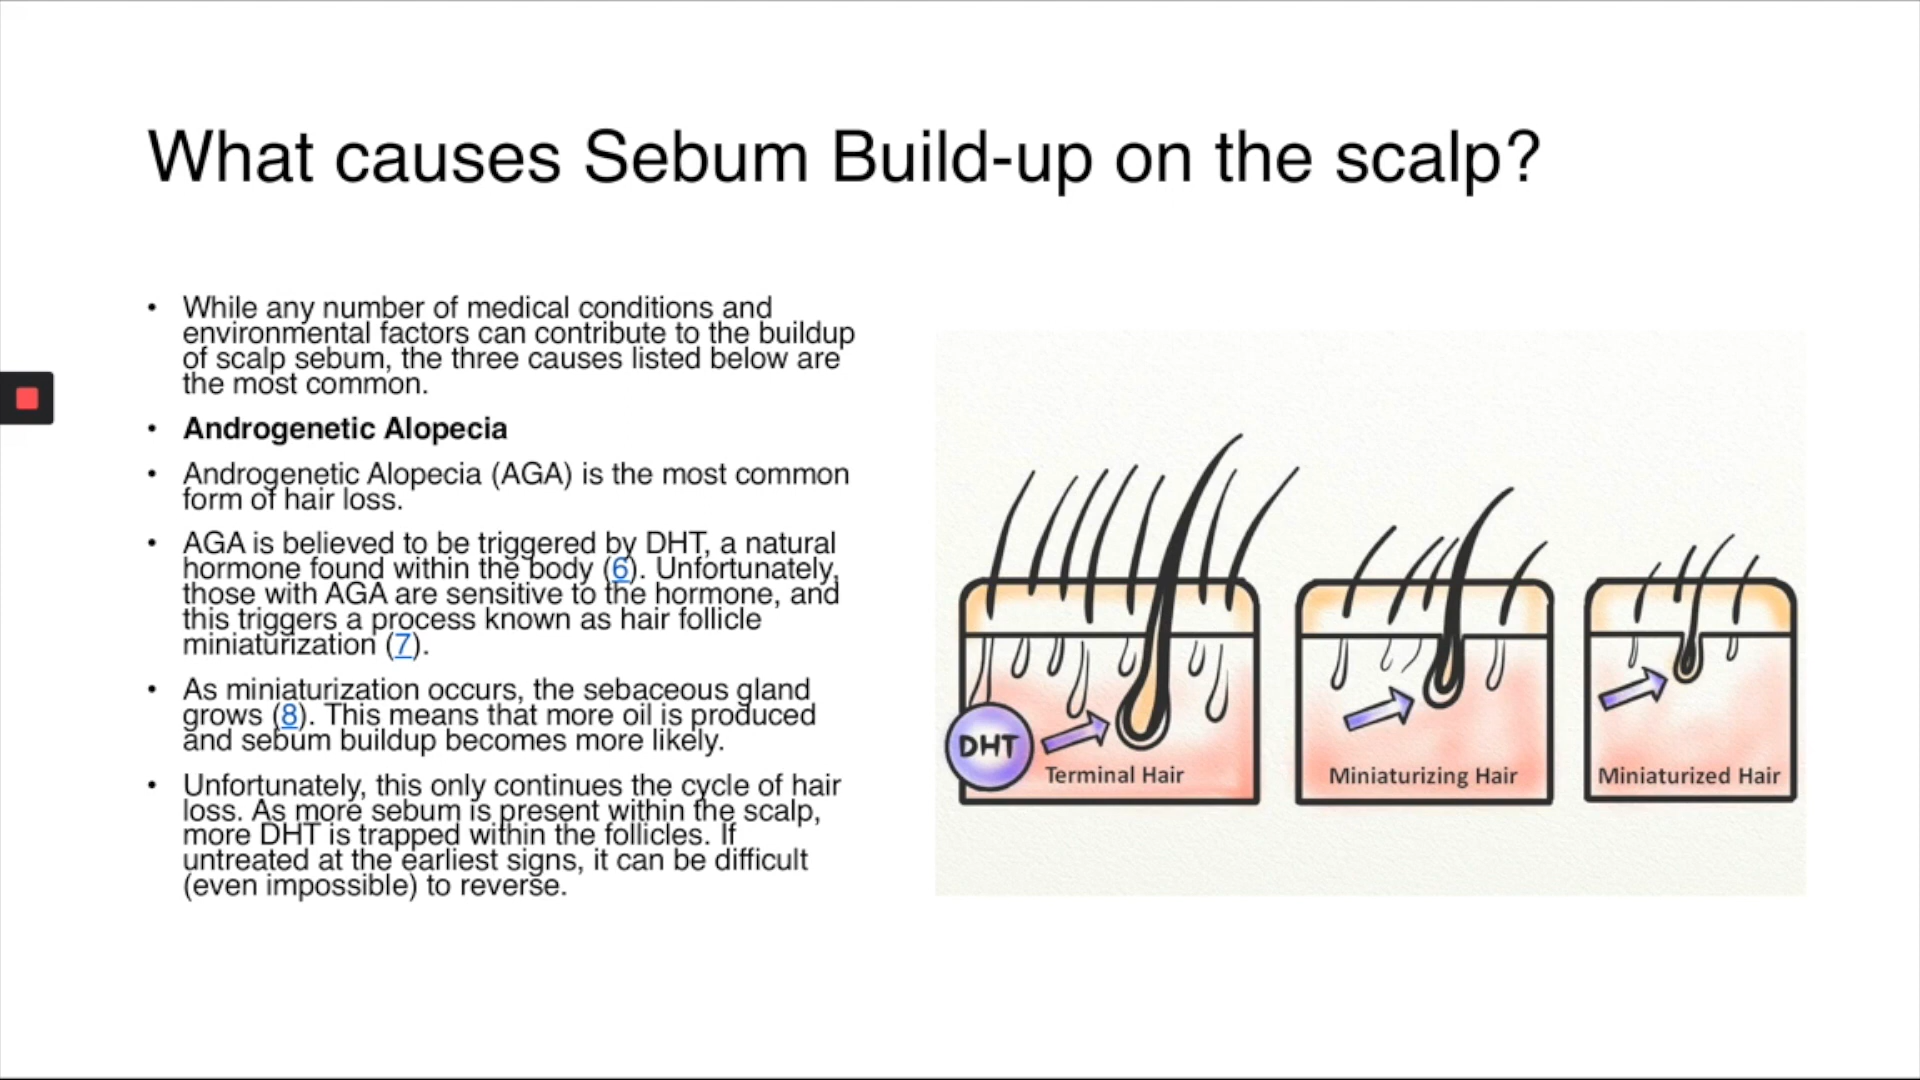 What causes Sebum Build-up on the scalp?
• While any number of medical conditions and
environmental factors can contribute to the buildup
of scalp sebum, the three causes listed below are
the most common.
• Androgenetic Alopecia
• Androgenetic Alopecia (AGA) is the most common
form of hair loss.
• AGA is believed to be triggered by DHT, a natural
hormone found within the body (6). Unfortunately,
those with AGA are sensitive to the hormone, and
this triggers a process known as hair follicle
miniaturization (7).
• As miniaturization occurs, the sebaceous gland
grows (8). This means that more oil is produced
and sebum buildup becomes more likely.
• Unfortunately, this only continues the cycle of hair
loss. As more sebum is present within the scalp,
more DHT is trapped within the follicles. If
untreated at the earliest signs, it can be difficult
(even impossible) to reverse.
DHT
Terminal Hair
Miniaturizing Hair
Miniaturized Hair